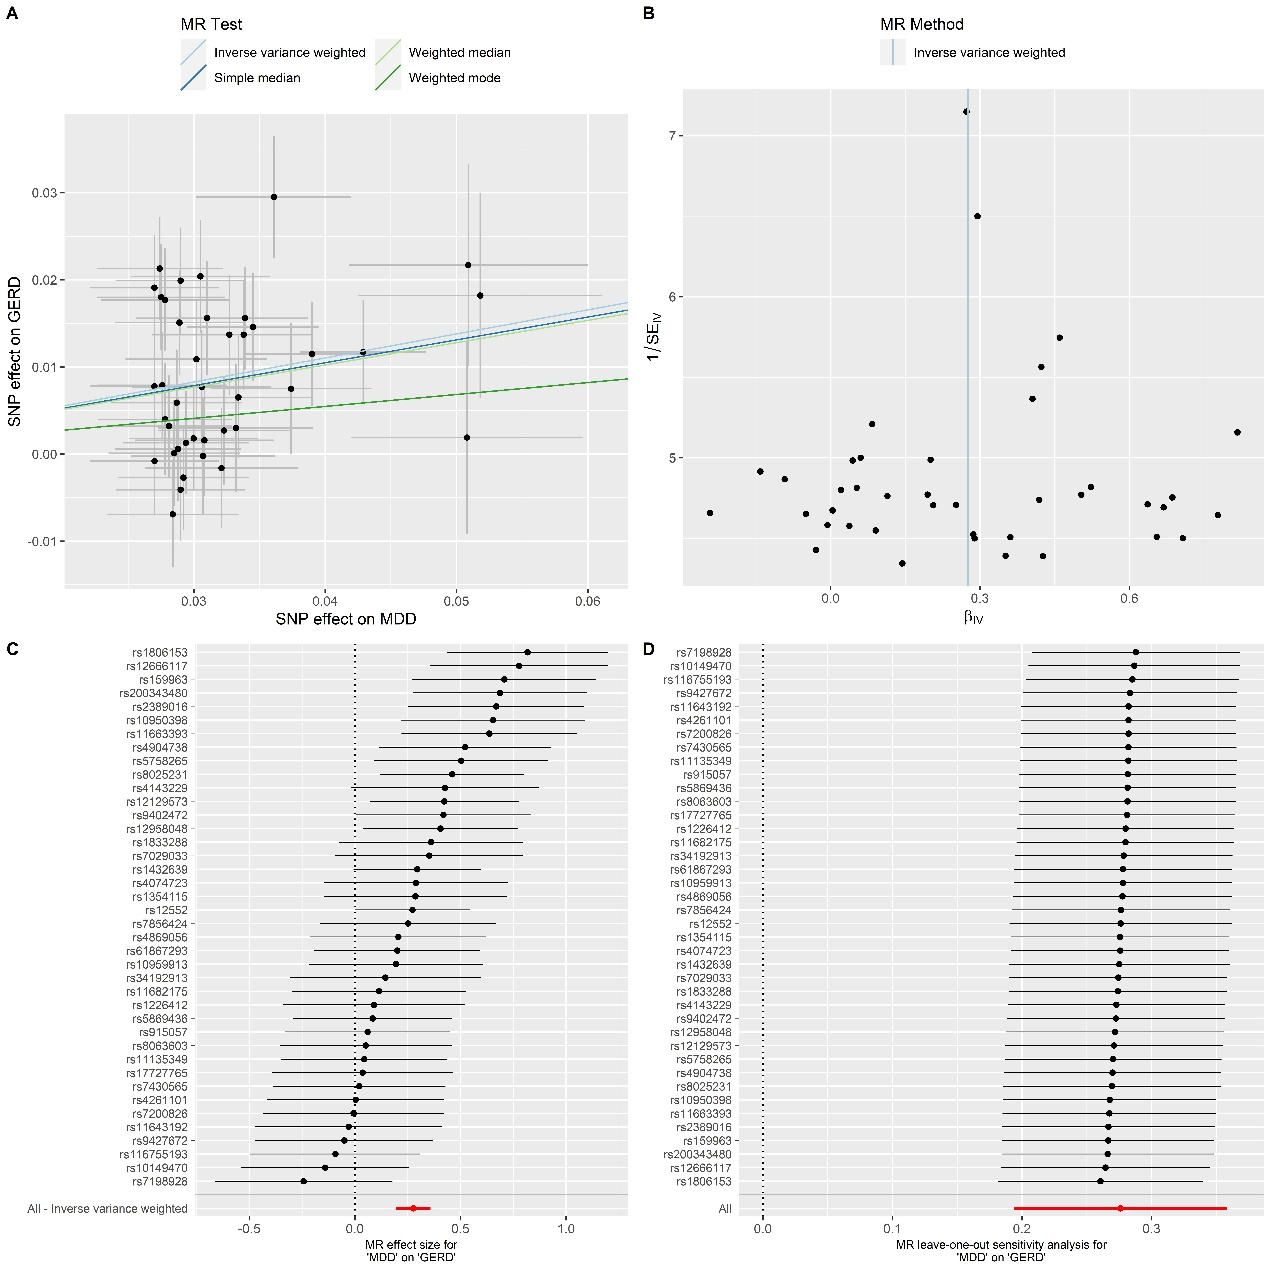 A
MR Test
Inverse variance weighted
Weighted median
Simple median
Weighted mode
SNP effect on GERD
0.03
0.02
0.01
0.00
-0.01
0.03
0.04
0.05
0.06
SNP effect on MDD
B
MR Method
Inverse variance weighted
1/SE_IV
7
6
5
0.0
0.3
0.6
β_IV
C
rs1806153
rs12666117
rs159963
rs200343480
rs2389016
rs10950398
rs11663393
rs4904738
rs5758265
rs8025231
rs4143229
rs12129573
rs9402472
rs12958048
rs1833288
rs7029033
rs1432639
rs4074723
rs1354115
rs12552
rs7856424
rs4869056
rs61867293
rs10959913
rs34192913
rs11682175
rs1226412
rs5869436
rs915057
rs8063603
rs11135349
rs17727765
rs7430565
rs4261101
rs7200826
rs11643192
rs9427672
rs116755193
rs10149470
rs7198928
All - Inverse variance weighted
-0.5
0.0
0.5
1.0
MR effect size for
'MDD' on 'GERD'
D
rs7198928
rs10149470
rs116755193
rs9427672
rs11643192
rs4261101
rs7200826
rs7430565
rs11135349
rs915057
rs5869436
rs8063603
rs17727765
rs1226412
rs11682175
rs34192913
rs61867293
rs10959913
rs4869056
rs7856424
rs12552
rs1354115
rs4074723
rs1432639
rs7029033
rs1833288
rs4143229
rs9402472
rs12958048
rs12129573
rs5758265
rs4904738
rs8025231
rs10950398
rs11663393
rs2389016
rs159963
rs200343480
rs12666117
rs1806153
All
0.0
0.1
0.2
0.3
MR leave-one-out sensitivity analysis for
'MDD' on 'GERD'